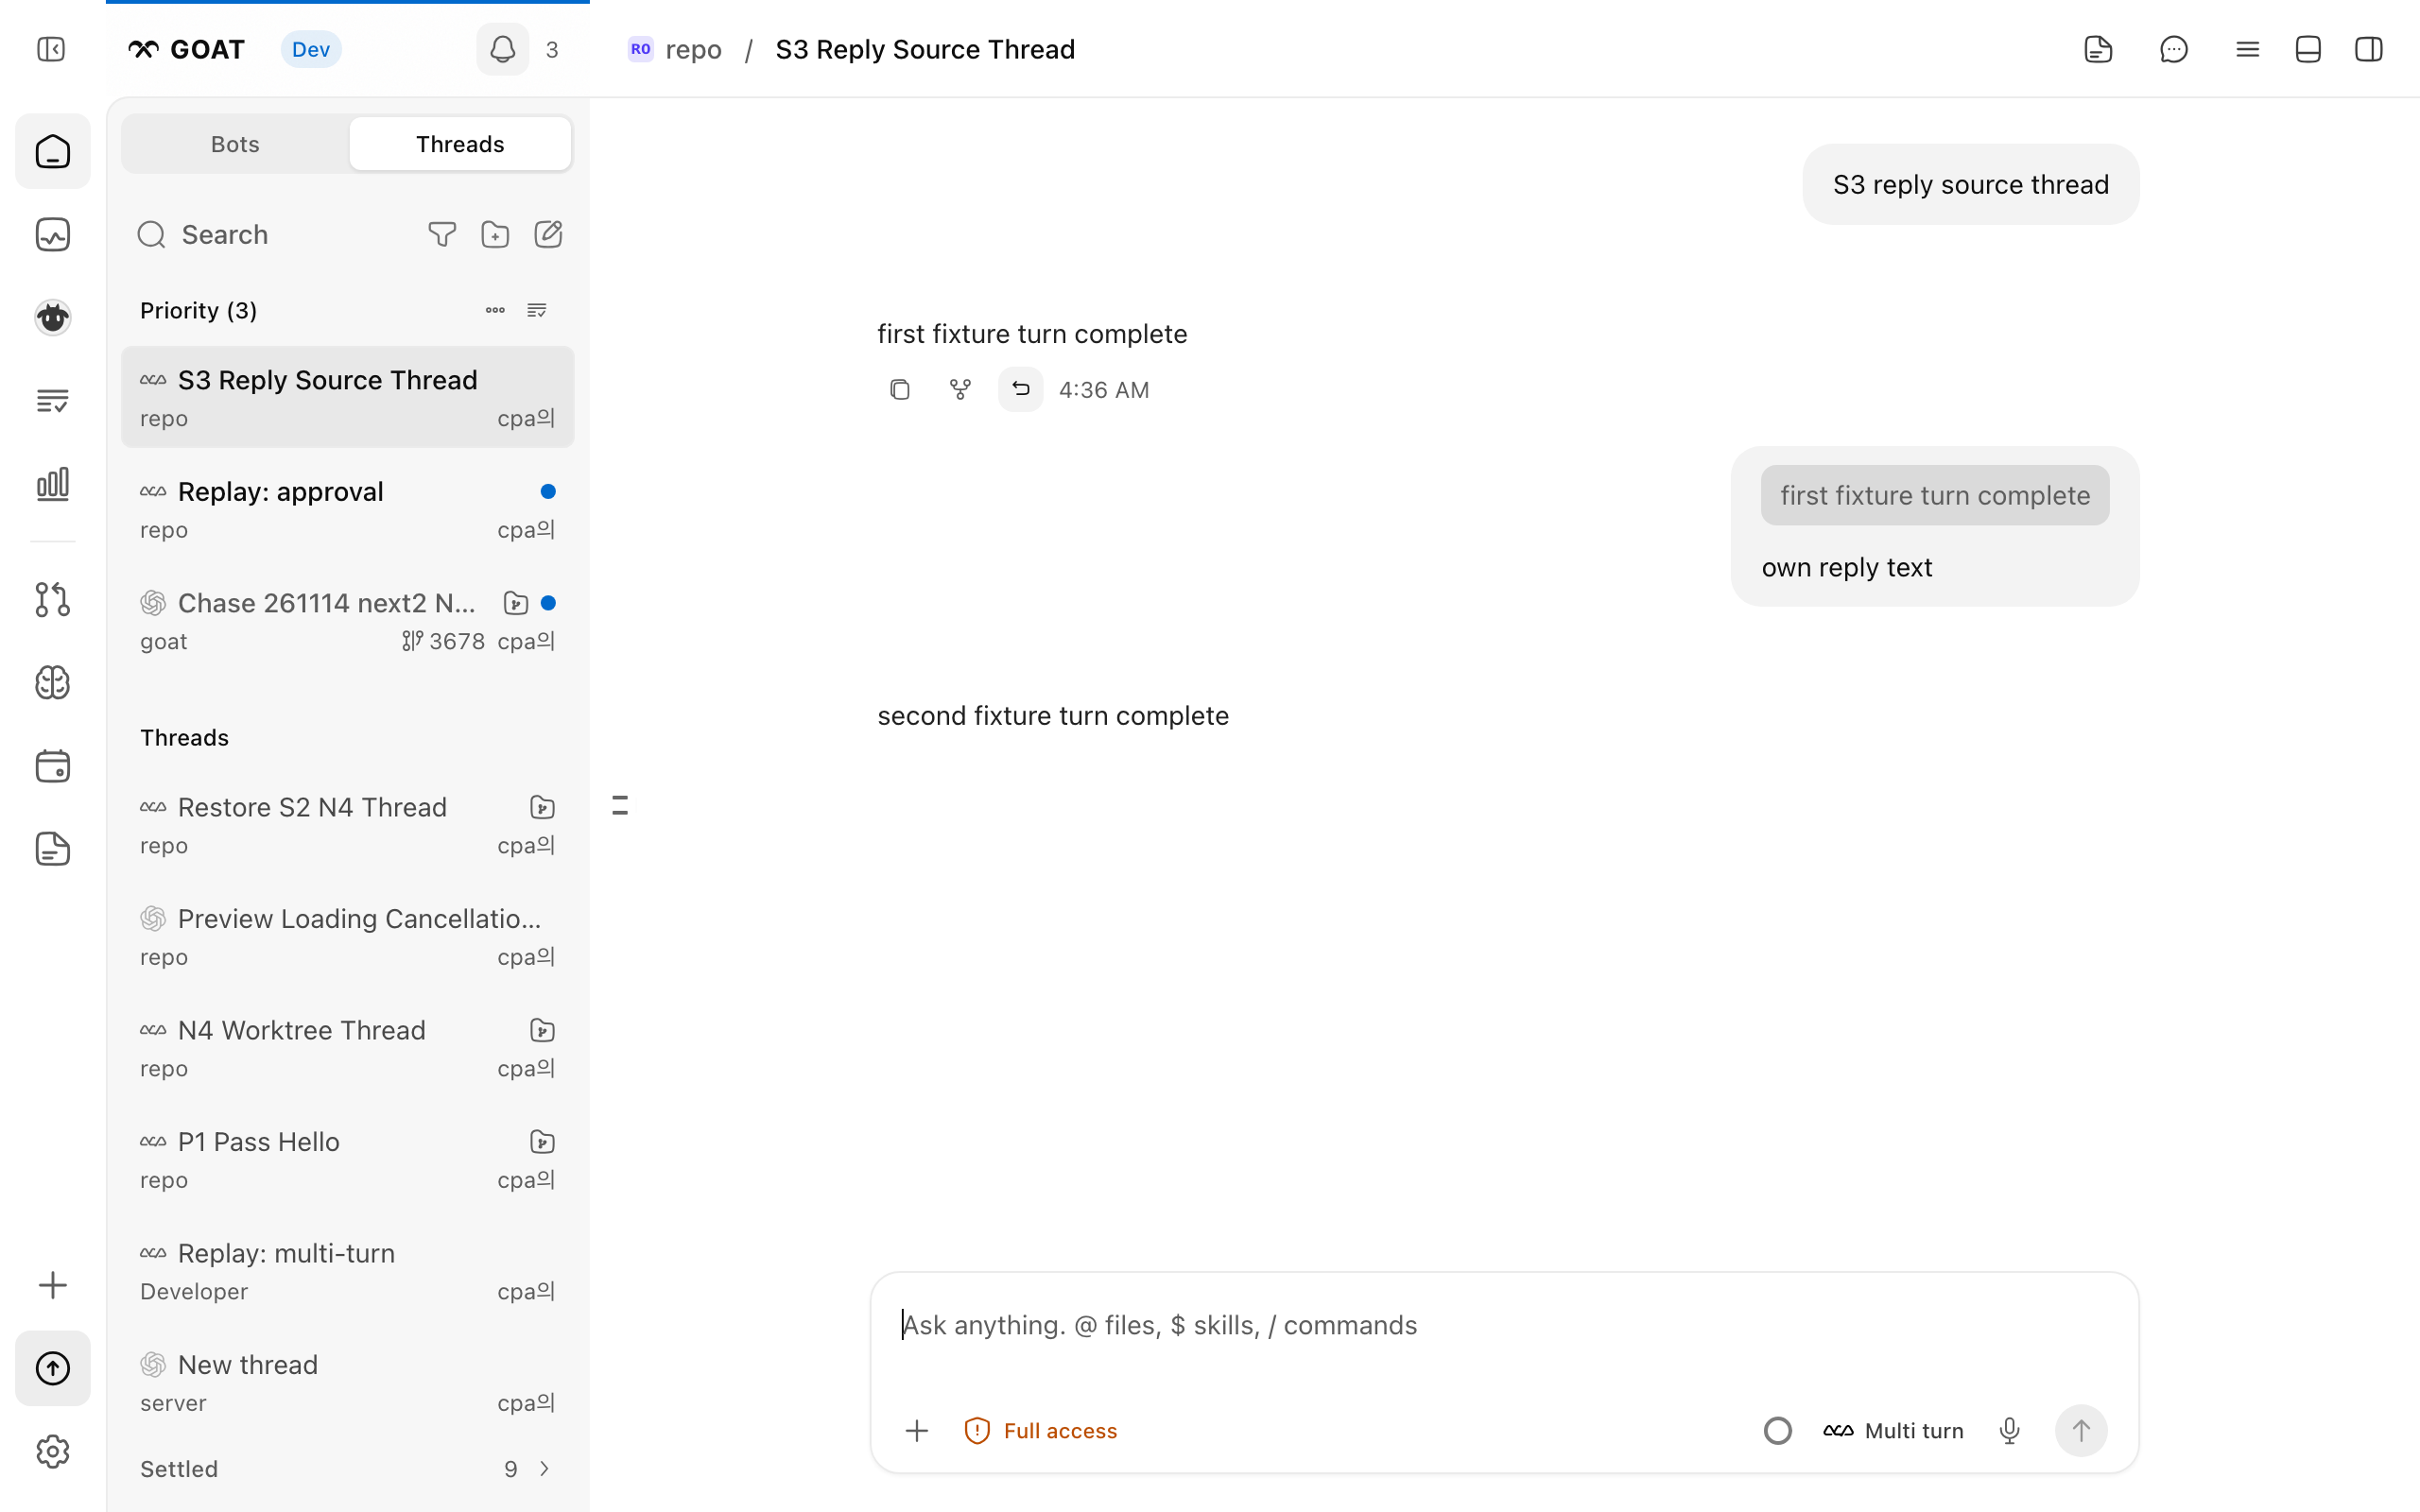 GOAT
Dev
3
RO repo / S3 Reply Source Thread
Bots
Threads
Search
Priority (3)
S3 Reply Source Thread
repo
cpa의
Replay: approval
repo
cpa의
Chase 261114 next2 N...
goat
3678
cpa의
Threads
Restore S2 N4 Thread
repo
cpa의
Preview Loading Cancellatio...
repo
cpa의
N4 Worktree Thread
repo
cpa의
P1 Pass Hello
repo
cpa의
Replay: multi-turn
Developer
cpa의
New thread
server
cpa의
Settled
9
S3 reply source thread
first fixture turn complete
4:36 AM
first fixture turn complete
own reply text
second fixture turn complete
Ask anything. @ files, $ skills, / commands
Full access
Multi turn